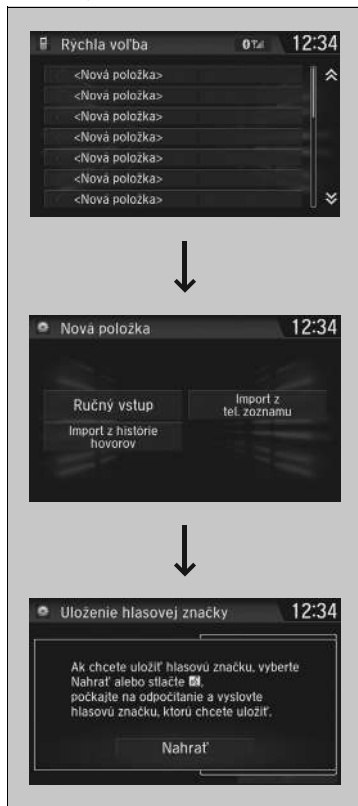 Rýchla voľba
12:34
<Nová položka>
<Nová položka>
<Nová položka>
<Nová položka>
<Nová položka>
<Nová položka>
<Nová položka>
Nová položka
12:34
Ručný vstup
Import z
tel. zoznamu
Import z histórie
hovorov
Uloženie hlasovej značky
12:34
Ak chcete uložiť hlasovú značku, vyberte
Nahrať alebo stlačte
počkajte na odpočítanie a vyslovte
hlasovú značku, ktorú chcete uložiť.
Nahrať